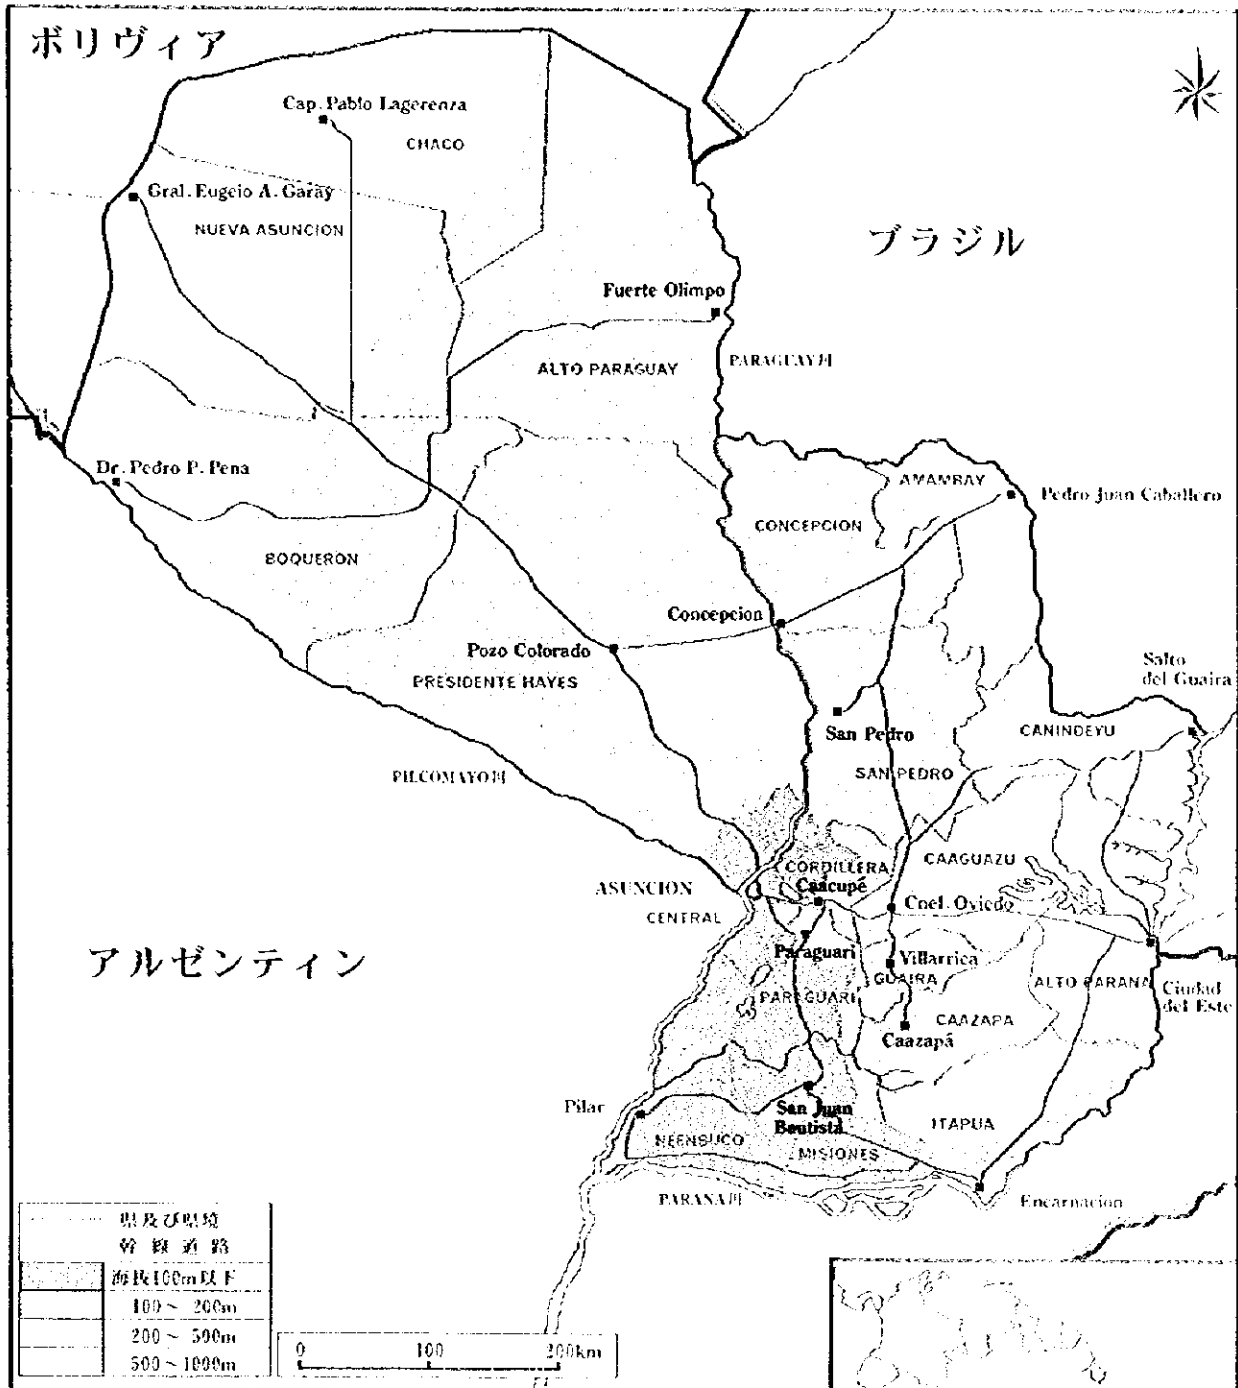 ボリヴィア
Cap. Pablo Lagerenza
CHACO
Gral. Eugeio A. Garay
NUEVA ASUNCION
ブラジル
Fuerte Olimpo
ALTO PARAGUAY
PARAGUAY川
Dr. Pedro P. Pena
AMAMBAY
Pedro Juan Caballero
CONCEPCION
BOQUERON
Concepcion
Pozo Colorado
PRESIDENTE HAYES
Salto
del Guaira
San Pedro
CANINDEYU
SAN PEDRO
PILCOMAYO川
CORDILLERA
CAAGUAZU
Caacupé
ASUNCION
CENTRAL
Cnel. Oviedo
アルゼンティン
Paraguari
Villarrica
GUAIRA
ALTO PARANA
Ciudad
del Este
PARAGUARI
CAAZAPA
Caazapá
Pilar
San Juan
Bautista
ITAPUA
NEENBUCO
MISIONES
PARANA川
Encarnacion
県及び県境
幹線道路
海抜100m以下
100～200m
200～500m
500～1000m
0 100 200km